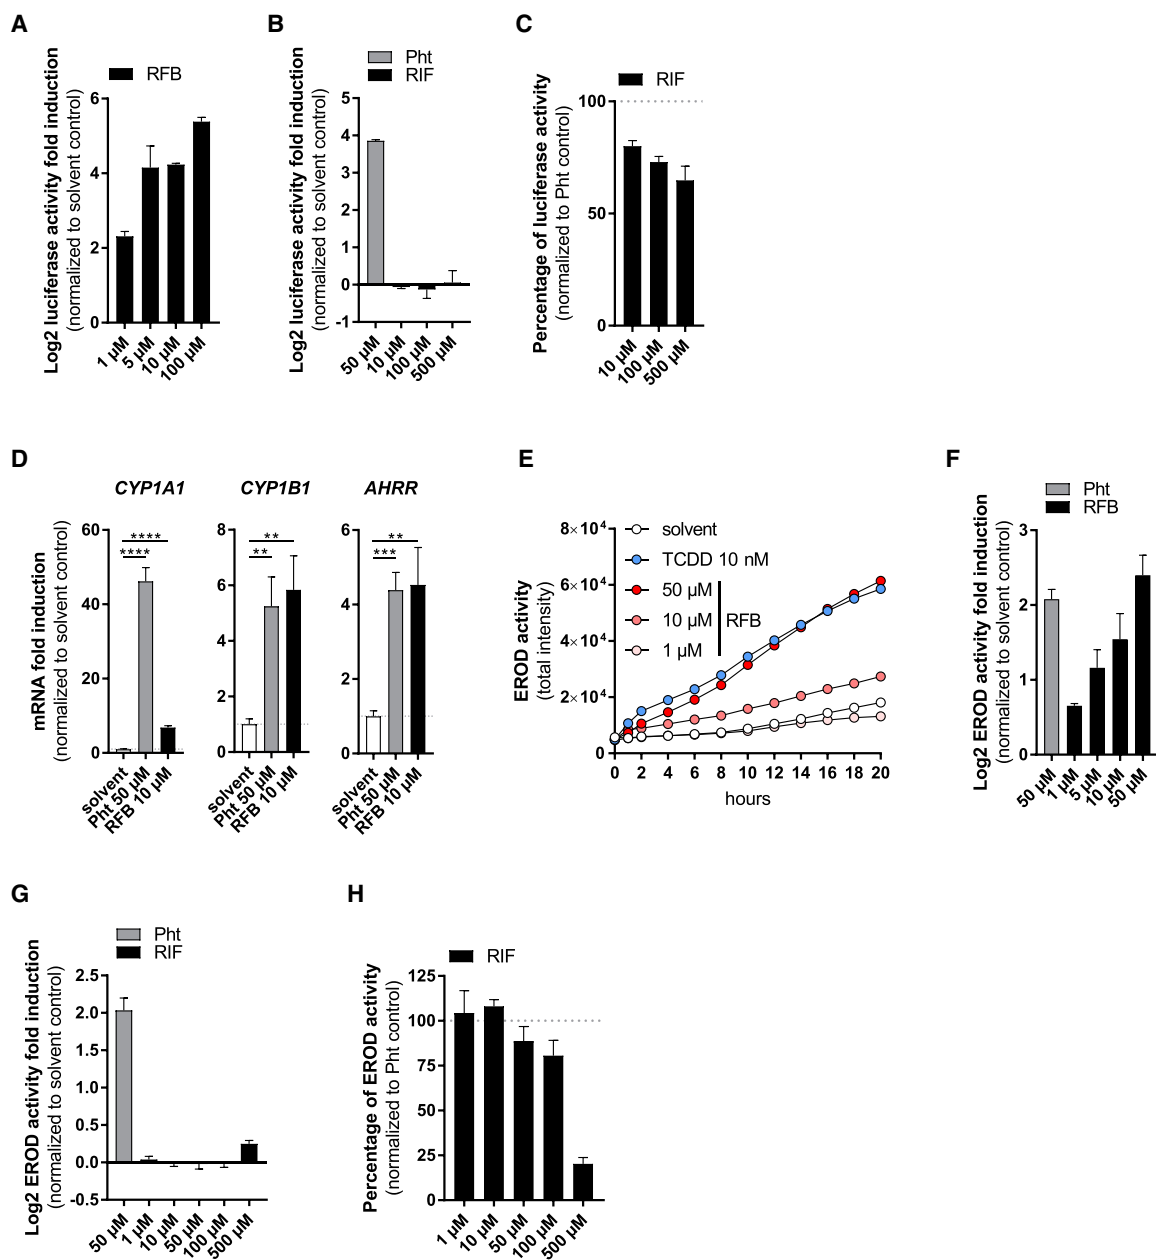 A
Log2 luciferase activity fold induction
(normalized to solvent control)
RFB
6
4
2
0
1 µM
5 µM
10 µM
100 µM
B
Log2 luciferase activity fold induction
(normalized to solvent control)
Pht
RIF
5
4
3
2
1
0
-1
50 µM
10 µM
100 µM
500 µM
C
Percentage of luciferase activity
(normalized to Pht control)
RIF
100
50
0
10 µM
100 µM
500 µM
D
mRNA fold induction
(normalized to solvent control)
CYP1A1
60
40
20
0
****
****
solvent
Pht 50 µM
RFB 10 µM
CYP1B1
8
6
4
2
0
**
**
solvent
Pht 50 µM
RFB 10 µM
AHRR
6
4
2
0
**
***
solvent
Pht 50 µM
RFB 10 µM
E
EROD activity
(total intensity)
8×10⁴
6×10⁴
4×10⁴
2×10⁴
0
solvent
TCDD 10 nM
50 µM
10 µM
1 µM
RFB
0 2 4 6 8 10 12 14 16 18 20
hours
F
Log2 EROD activity fold induction
(normalized to solvent control)
Pht
RFB
3
2
1
0
50 µM
1 µM
5 µM
10 µM
50 µM
G
Log2 EROD activity fold induction
(normalized to solvent control)
Pht
RIF
2.5
2.0
1.5
1.0
0.5
0.0
-0.5
50 µM
1 µM
10 µM
50 µM
100 µM
500 µM
H
Percentage of EROD activity
(normalized to Pht control)
RIF
125
100
75
50
25
0
1 µM
10 µM
50 µM
100 µM
500 µM